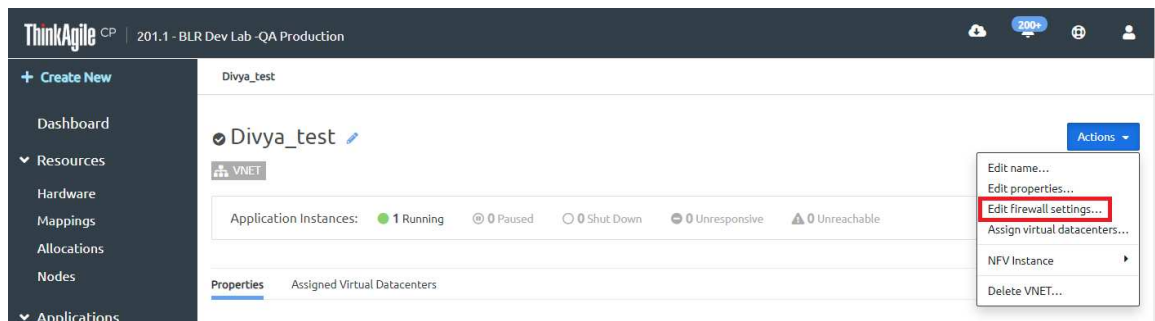 ThinkAgile CP | 201.1 - BLR Dev Lab -QA Production
200+
+ Create New
Divya_test
Dashboard
Divya_test
Actions
Resources
VNET
Edit name...
Edit properties...
Hardware
Edit firewall settings...
Mappings
Application Instances: 1 Running 0 Paused 0 Shut Down 0 Unresponsive 0 Unreachable
Assign virtual datacenters...
Allocations
NFV Instance
Nodes
Properties Assigned Virtual Datacenters
Delete VNET...
Applications